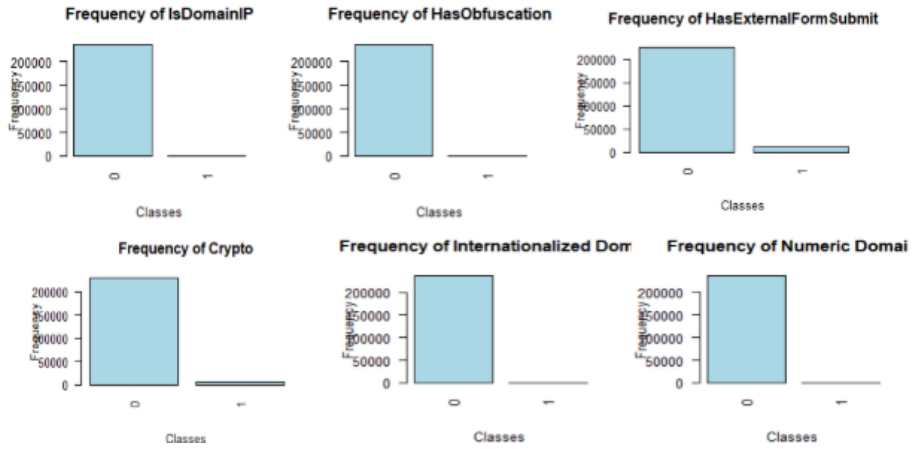 Frequency of IsDomainIP
Frequency
200000
150000
100000
50000
0
0
1
Classes
Frequency of HasObfuscation
Frequency
200000
150000
100000
50000
0
0
1
Classes
Frequency of HasExternalFormSubmit
Frequency
200000
150000
100000
50000
0
0
1
Classes
Frequency of Crypto
Frequency
200000
150000
100000
50000
0
0
1
Classes
Frequency of Internationalized Dom
Frequency
200000
150000
100000
50000
0
0
1
Classes
Frequency of Numeric Domai
Frequency
200000
150000
100000
50000
0
0
1
Classes